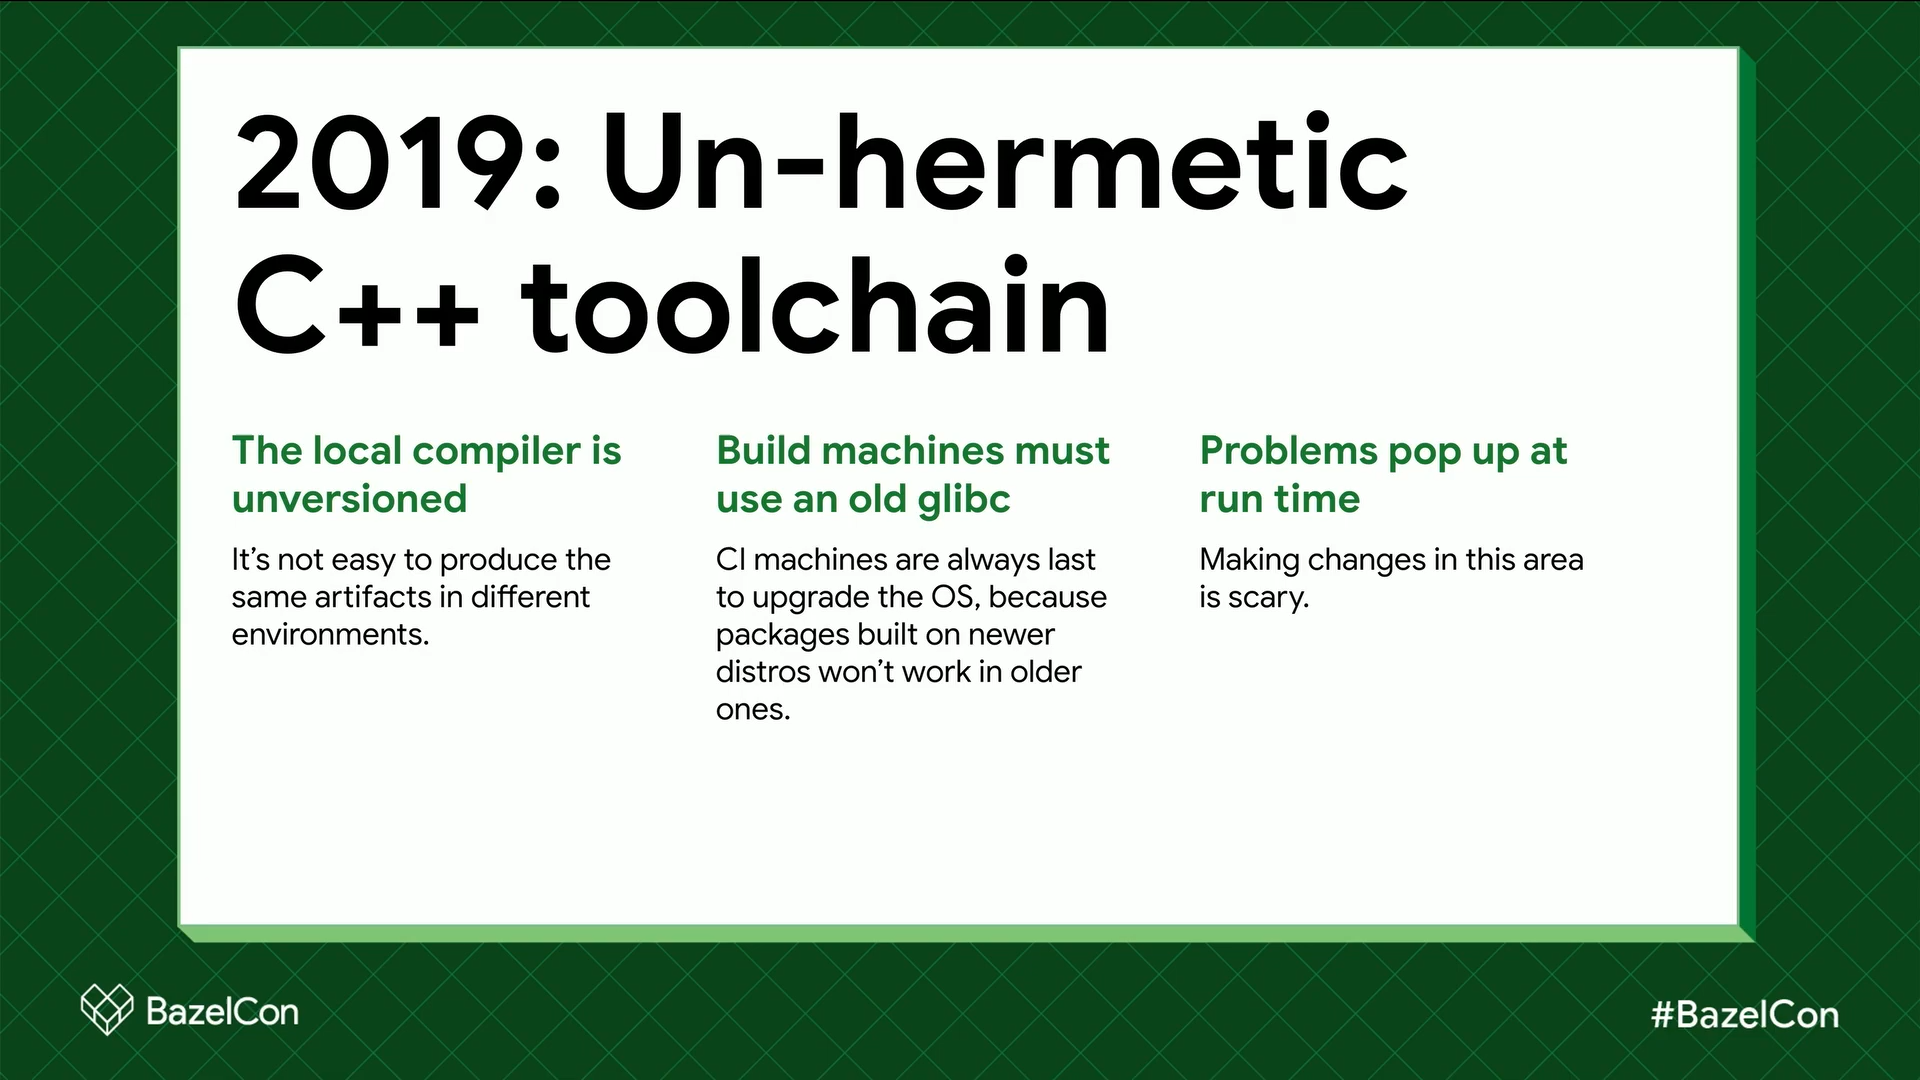 2019: Un-hermetic
C++ toolchain
The local compiler is
unversioned
It’s not easy to produce the
same artifacts in different
environments.
Build machines must
use an old glibc
CI machines are always last
to upgrade the OS, because
packages built on newer
distros won’t work in older
ones.
Problems pop up at
run time
Making changes in this area
is scary.
BazelCon
#BazelCon